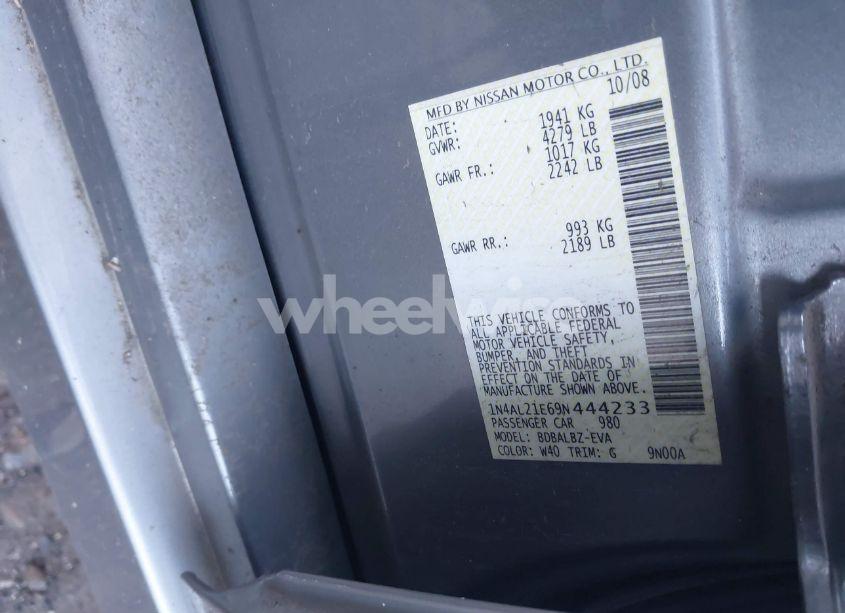 MFD BY NISSAN MOTOR CO., LTD.
DATE: 10/08
GVWR: 1941 KG
4279 LB
GAWR FR.: 1017 KG
2242 LB
GAWR RR.: 993 KG
2189 LB
THIS VEHICLE CONFORMS TO
ALL APPLICABLE FEDERAL
MOTOR VEHICLE SAFETY,
BUMPER, AND THEFT
PREVENTION STANDARDS IN
EFFECT ON THE DATE OF
MANUFACTURE SHOWN ABOVE.
1N4AL21E69N444233
PASSENGER CAR 980
MODEL: BDBALBZ-EVA
COLOR: W40 TRIM: G 9N00A
wheelwise